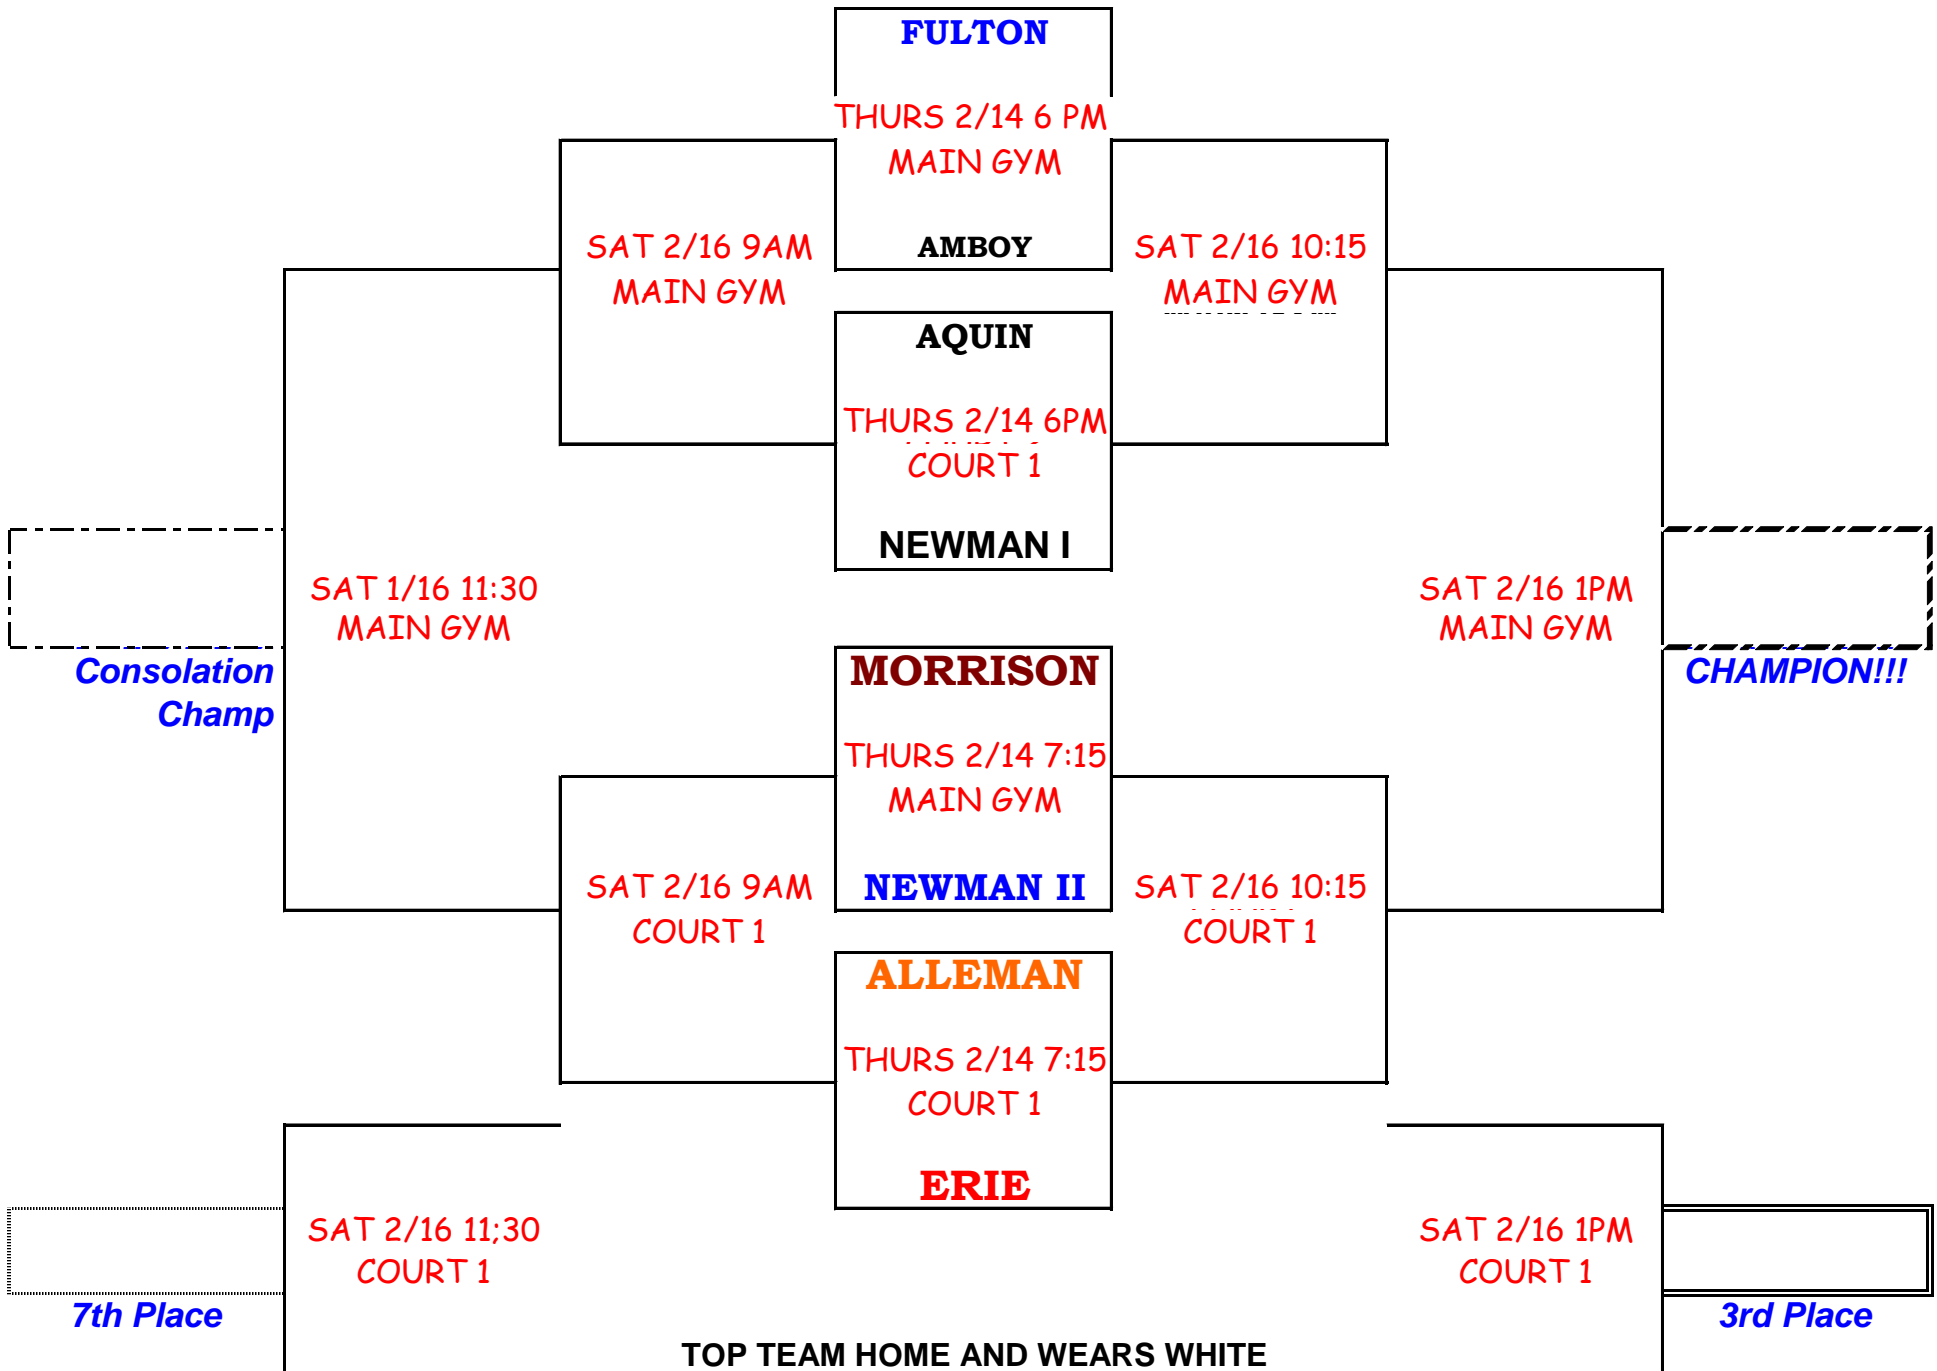 FULTON
THURS 2/14 6 PM
MAIN GYM
SAT 2/16 9AM
MAIN GYM
AMBOY
SAT 2/16 10:15
MAIN GYM
AQUIN
THURS 2/14 6PM
COURT 1
NEWMAN I
SAT 1/16 11:30
MAIN GYM
SAT 2/16 1PM
MAIN GYM
Consolation
Champ
MORRISON
CHAMPION!!!
THURS 2/14 7:15
MAIN GYM
SAT 2/16 9AM
COURT 1
NEWMAN II
SAT 2/16 10:15
COURT 1
ALLEMAN
THURS 2/14 7:15
COURT 1
ERIE
SAT 2/16 11;30
COURT 1
SAT 2/16 1PM
COURT 1
7th Place
3rd Place
TOP TEAM HOME AND WEARS WHITE